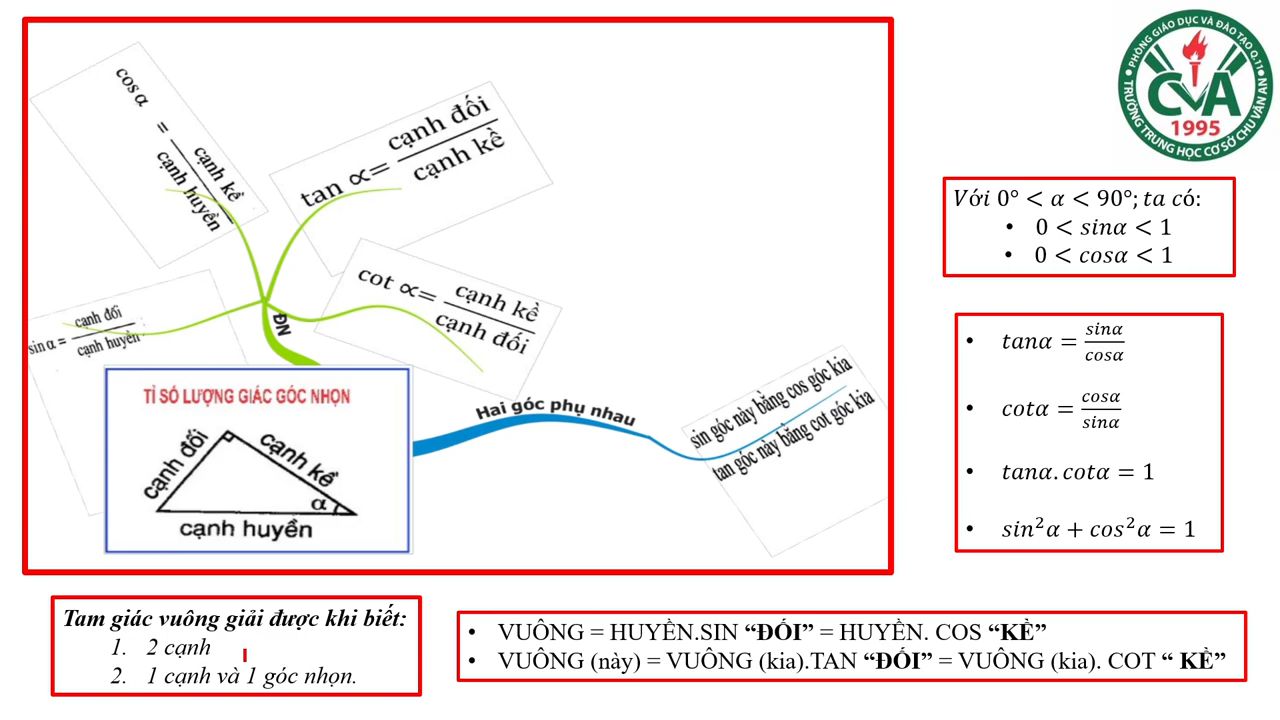 cos α = cạnh kề / cạnh huyền
tan ∝= cạnh đối / cạnh kề
cot ∝= cạnh kề / cạnh đối
sin α = cạnh đối / cạnh huyền
ĐN
TỈ SỐ LƯỢNG GIÁC GÓC NHỌN
cạnh đối
cạnh kề
α
cạnh huyền
Hai góc phụ nhau
sin góc này bằng cos góc kia
tan góc này bằng cot góc kia
PHÒNG GIÁO DỤC VÀ ĐÀO TẠO Q.11
CVA
1995
TRƯỜNG TRUNG HỌC CƠ SỞ CHU VĂN AN
Với 0° < α < 90°; ta có:
• 0 < sinα < 1
• 0 < cosα < 1
• tanα = sinα / cosα
• cotα = cosα / sinα
• tanα. cotα = 1
• sin²α + cos²α = 1
Tam giác vuông giải được khi biết:
1. 2 cạnh
2. 1 cạnh và 1 góc nhọn.
• VUÔNG = HUYỀN.SIN “ĐỐI” = HUYỀN. COS “KỀ”
• VUÔNG (này) = VUÔNG (kia).TAN “ĐỐI” = VUÔNG (kia). COT “ KỀ”